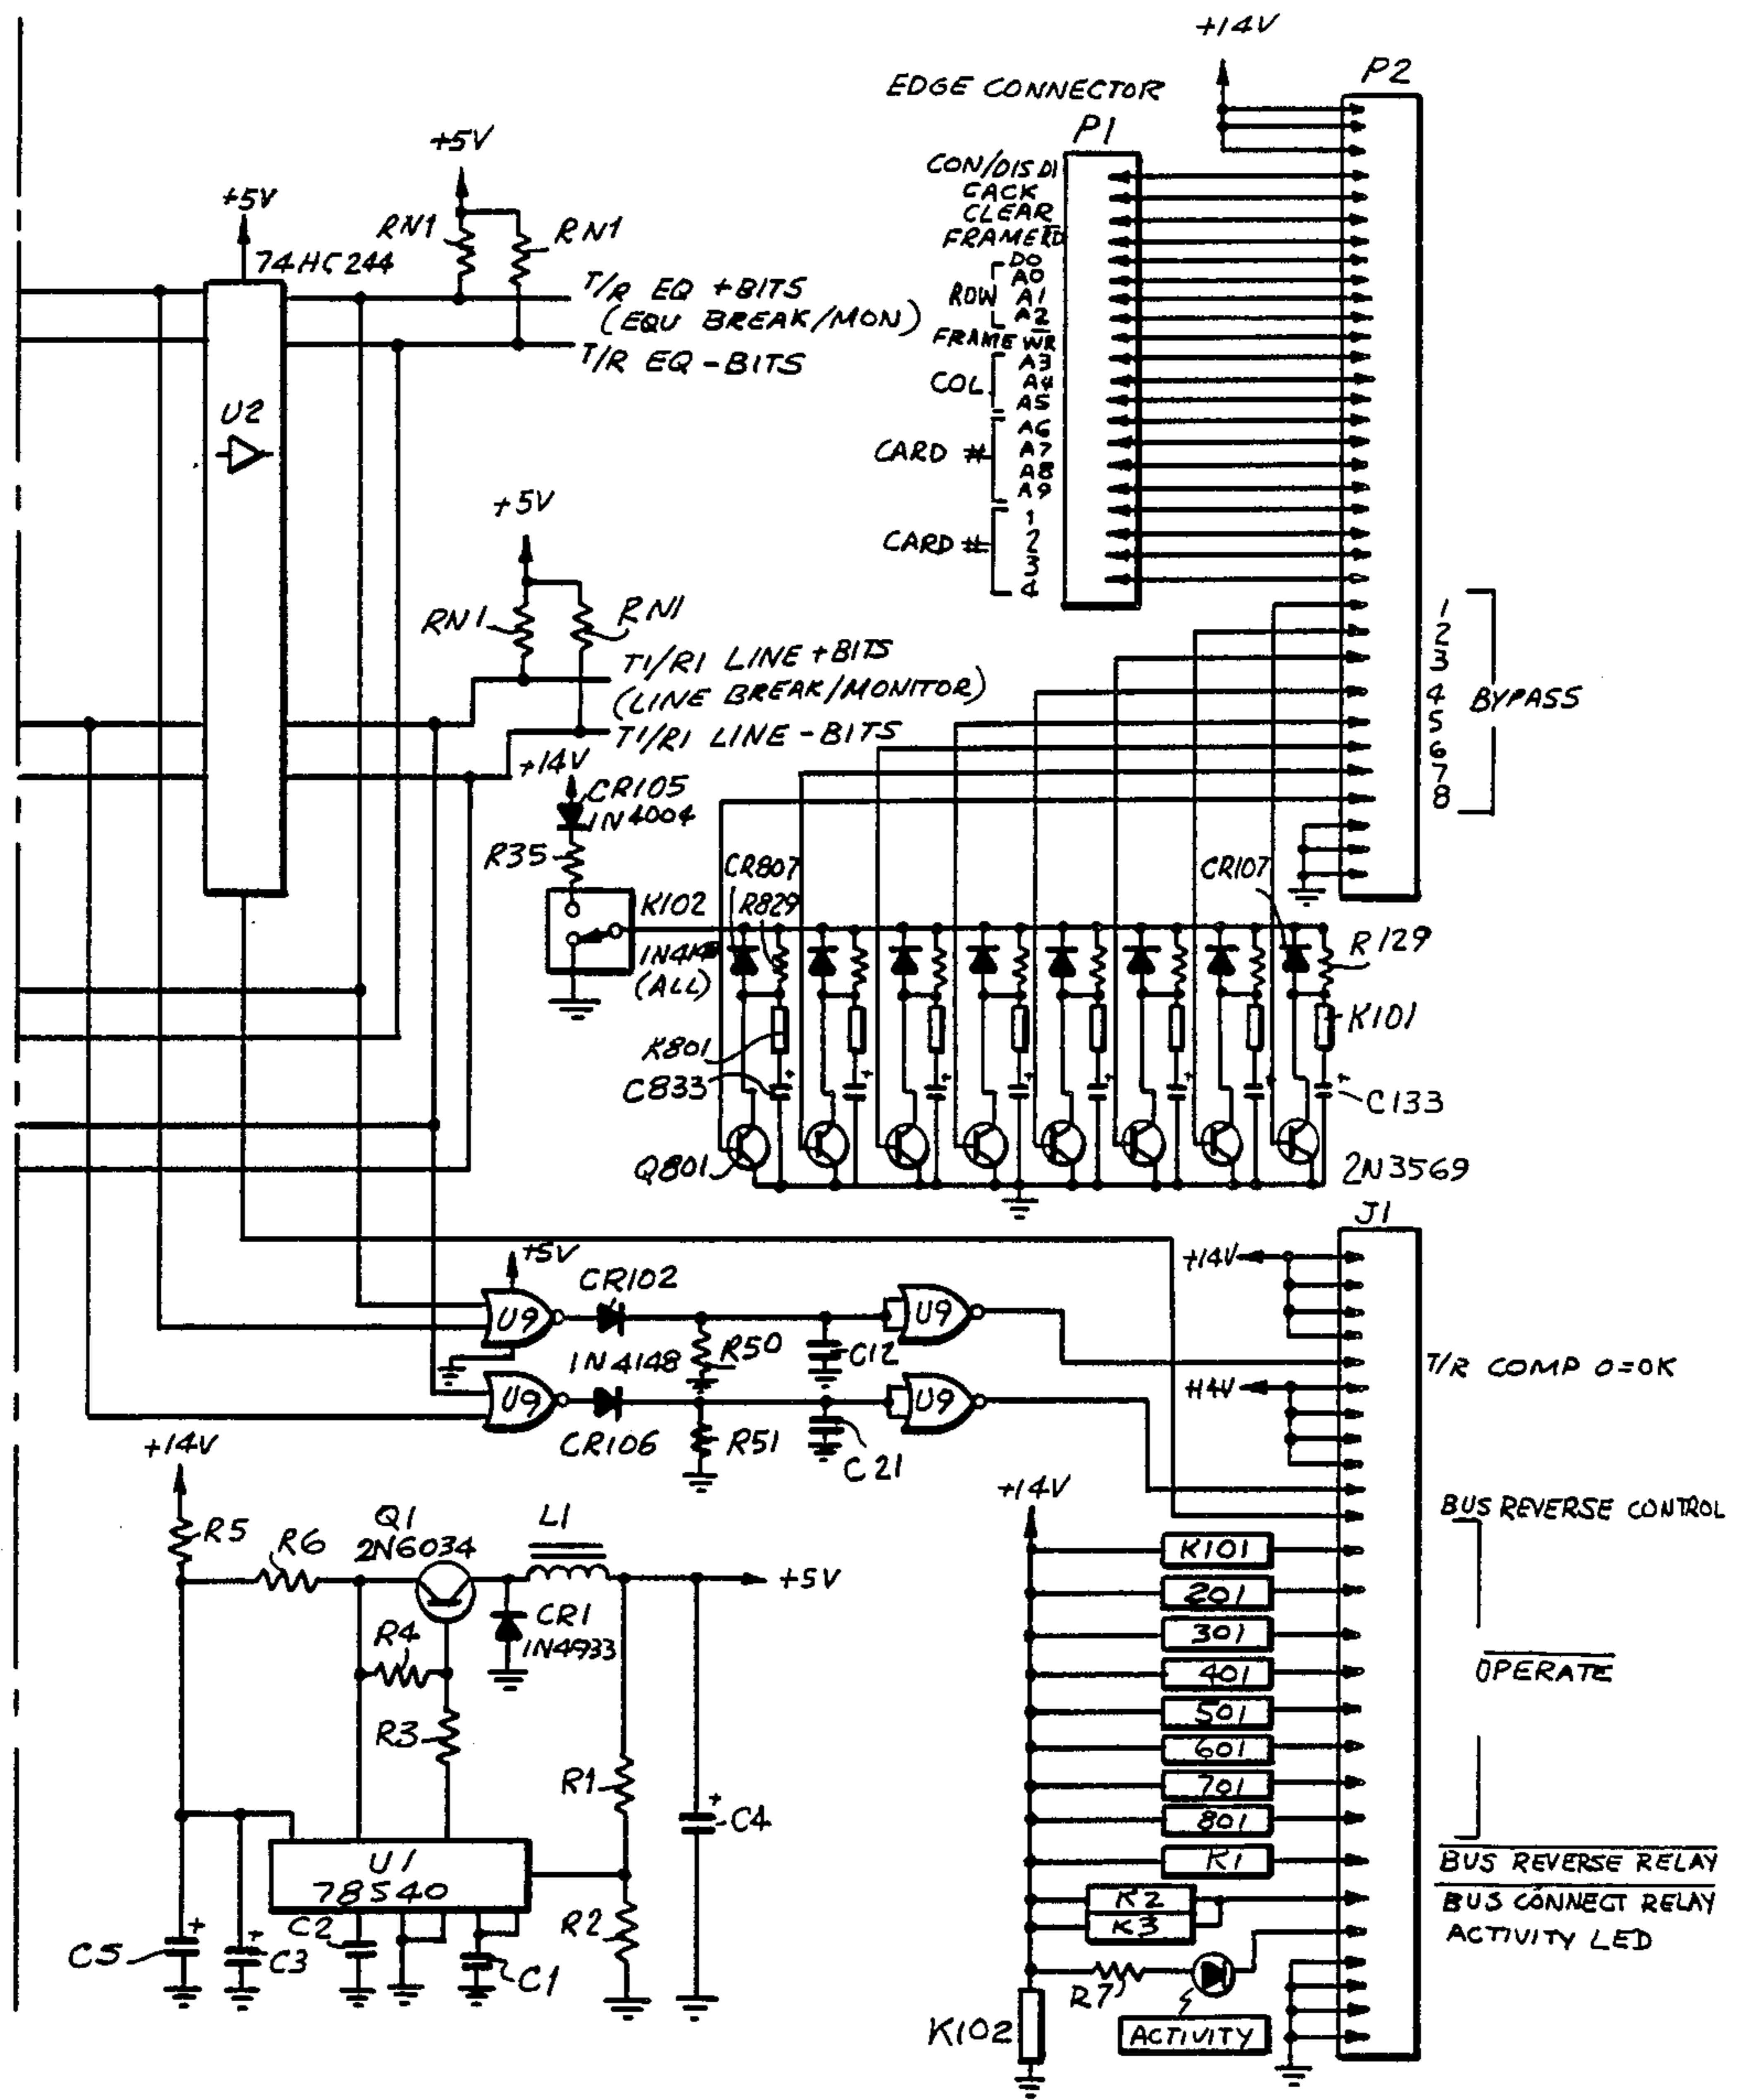 +14V
P2
EDGE CONNECTOR
P1
+5V
CON/DIS D1
CACK
CLEAR
FRAME RD
D0
ROW
A0
A1
A2
FRAME WR
COL
A3
A4
A5
CARD #
A6
A7
A8
A9
CARD #
1
2
3
4
+5V
RN1
RN1
74HC244
T/R EQ +BITS
(EQU BREAK/MON)
T/R EQ -BITS
U2
+5V
RN1
RN1
T1/R1 LINE +BITS
(LINE BREAK/MONITOR)
T1/R1 LINE -BITS
1
2
3
4
5
6
7
8
BYPASS
+14V
CR105
1N4004
R35
CR807
R829
CR107
K102
1N4148
(ALL)
R129
K101
K801
C833
C133
Q801
2N3569
J1
+5V
CR102
+14V
U9
U9
1N4148
R50
C12
T/R COMP 0=OK
U9
U9
+14V
CR106
R51
C21
+14V
+14V
BUS REVERSE CONTROL
R5
R6
Q1
2N6034
L1
+5V
K101
201
301
401
501
601
701
801
K1
K2
K3
OPERATE
CR1
1N4933
R4
R3
R1
C4
U1
78S40
C2
R2
C5
C3
C1
BUS REVERSE RELAY
BUS CONNECT RELAY
ACTIVITY LED
R7
K102
ACTIVITY